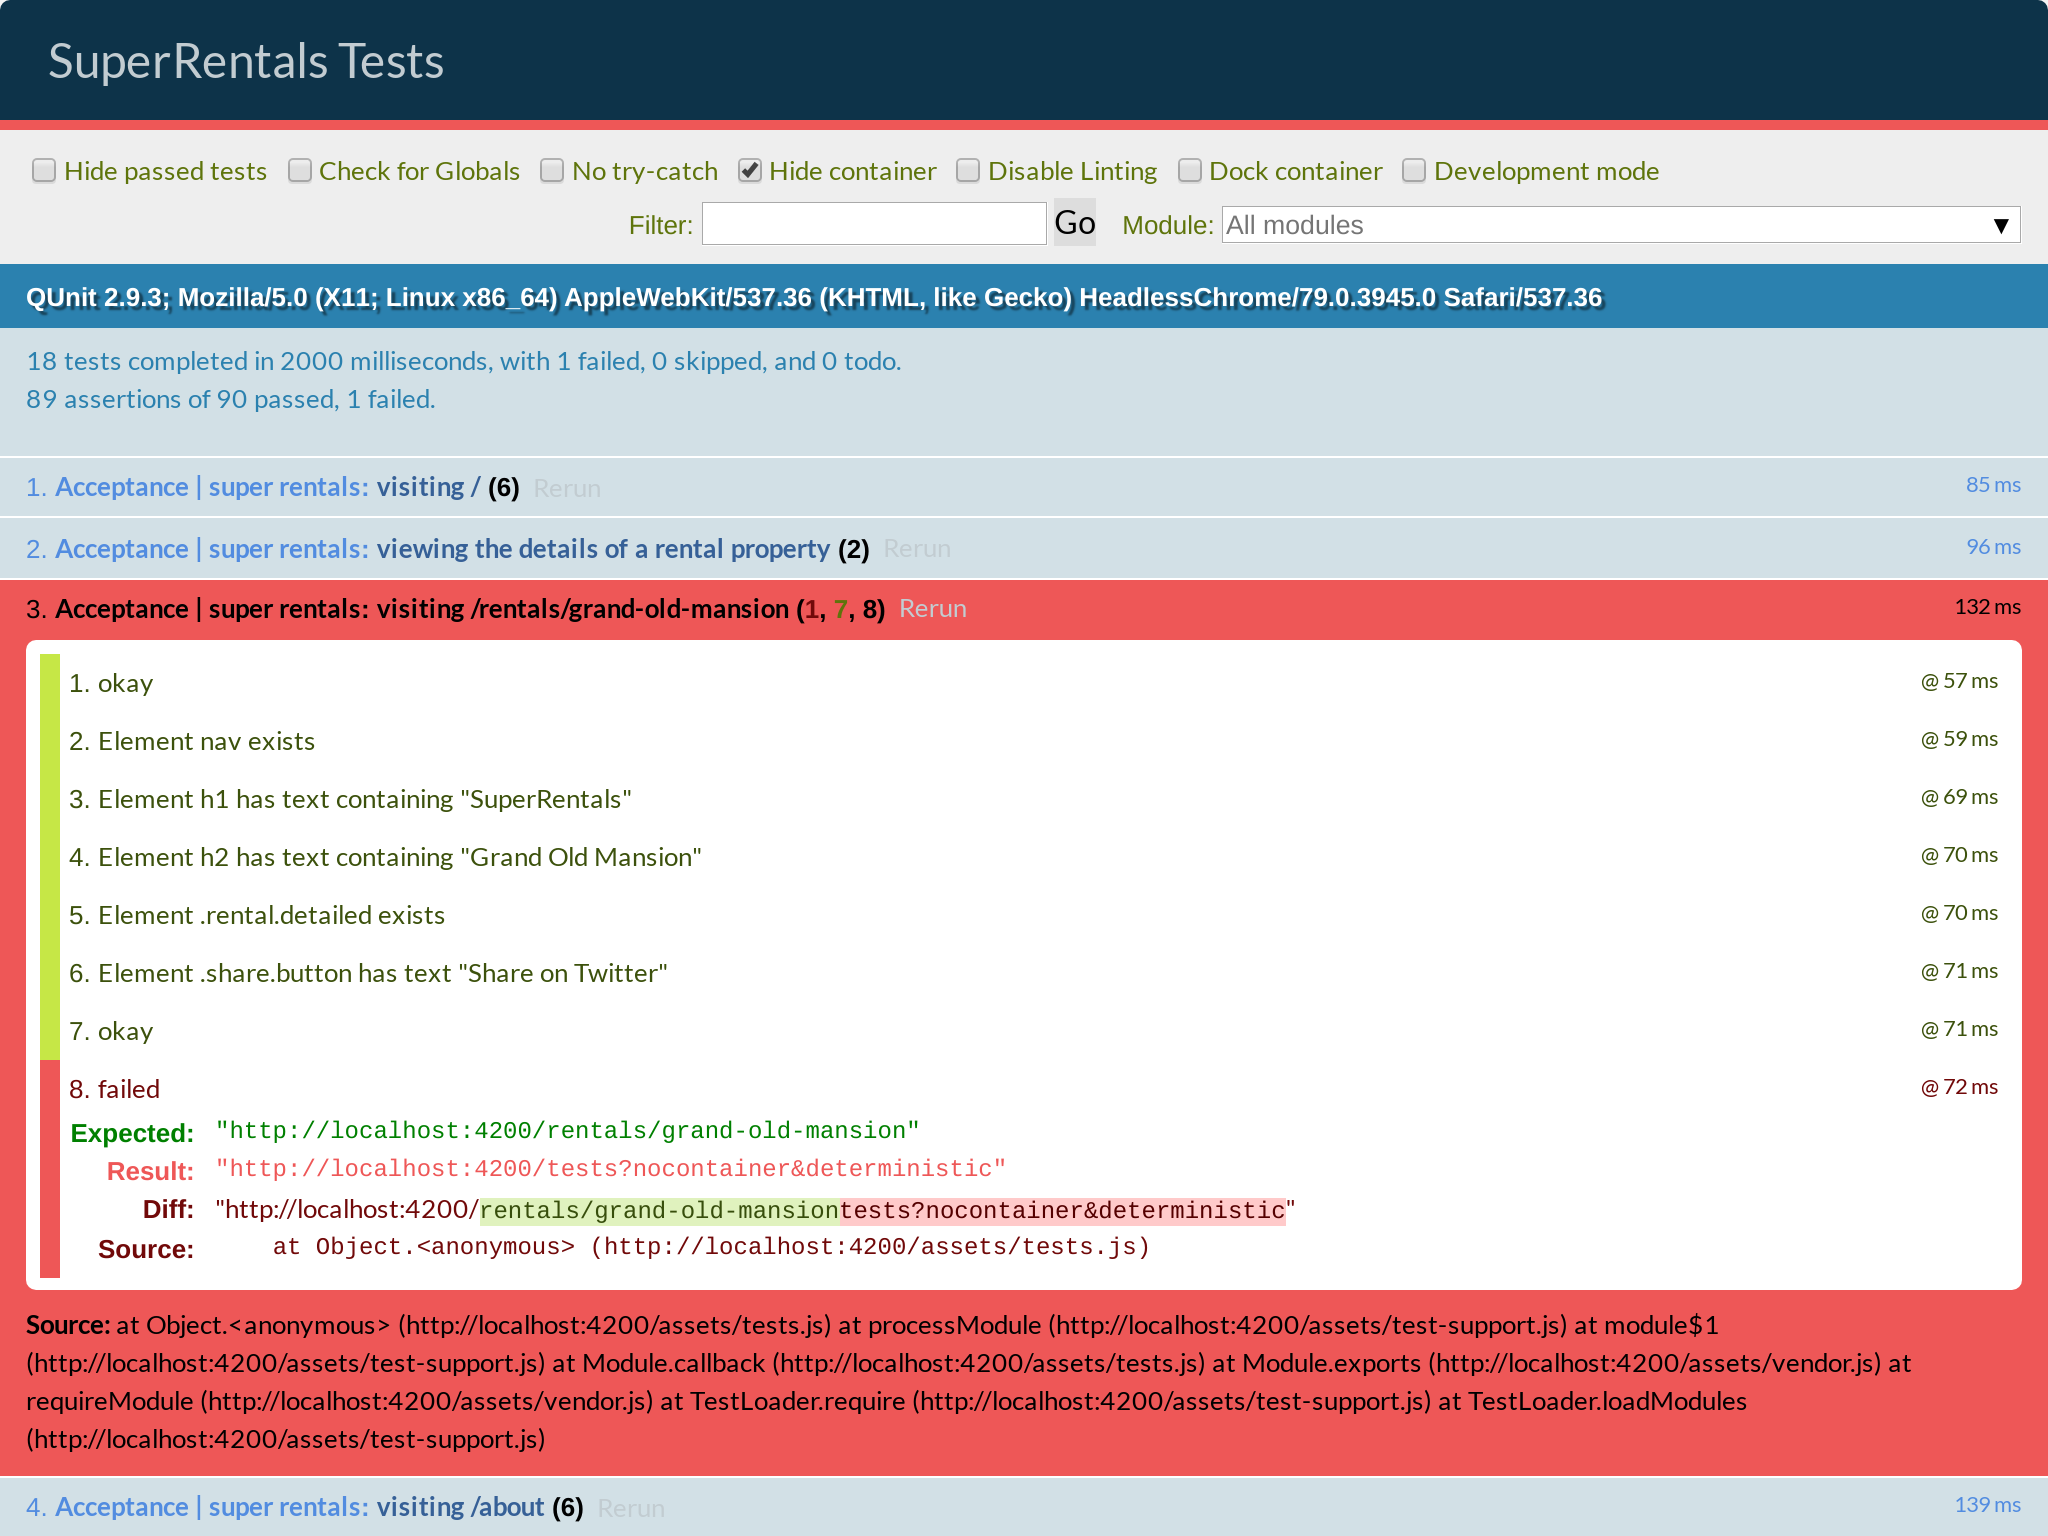 SuperRentals Tests
Hide passed tests Check for Globals No try-catch Hide container Disable Linting Dock container Development mode
Filter: Go Module: All modules ▼
QUnit 2.9.3; Mozilla/5.0 (X11; Linux x86_64) AppleWebKit/537.36 (KHTML, like Gecko) HeadlessChrome/79.0.3945.0 Safari/537.36
18 tests completed in 2000 milliseconds, with 1 failed, 0 skipped, and 0 todo.
89 assertions of 90 passed, 1 failed.
1. Acceptance | super rentals: visiting / (6) Rerun 85 ms
2. Acceptance | super rentals: viewing the details of a rental property (2) Rerun 96 ms
3. Acceptance | super rentals: visiting /rentals/grand-old-mansion (1, 7, 8) Rerun 132 ms
1. okay @ 57 ms
2. Element nav exists @ 59 ms
3. Element h1 has text containing "SuperRentals" @ 69 ms
4. Element h2 has text containing "Grand Old Mansion" @ 70 ms
5. Element .rental.detailed exists @ 70 ms
6. Element .share.button has text "Share on Twitter" @ 71 ms
7. okay @ 71 ms
8. failed @ 72 ms
Expected: "http://localhost:4200/rentals/grand-old-mansion"
Result: "http://localhost:4200/tests?nocontainer&deterministic"
Diff: "http://localhost:4200/rentals/grand-old-mansiontests?nocontainer&deterministic"
Source: at Object.<anonymous> (http://localhost:4200/assets/tests.js)
Source: at Object.<anonymous> (http://localhost:4200/assets/tests.js) at processModule (http://localhost:4200/assets/test-support.js) at module$1
(http://localhost:4200/assets/test-support.js) at Module.callback (http://localhost:4200/assets/tests.js) at Module.exports (http://localhost:4200/assets/vendor.js) at
requireModule (http://localhost:4200/assets/vendor.js) at TestLoader.require (http://localhost:4200/assets/test-support.js) at TestLoader.loadModules
(http://localhost:4200/assets/test-support.js)
4. Acceptance | super rentals: visiting /about (6) Rerun 139 ms